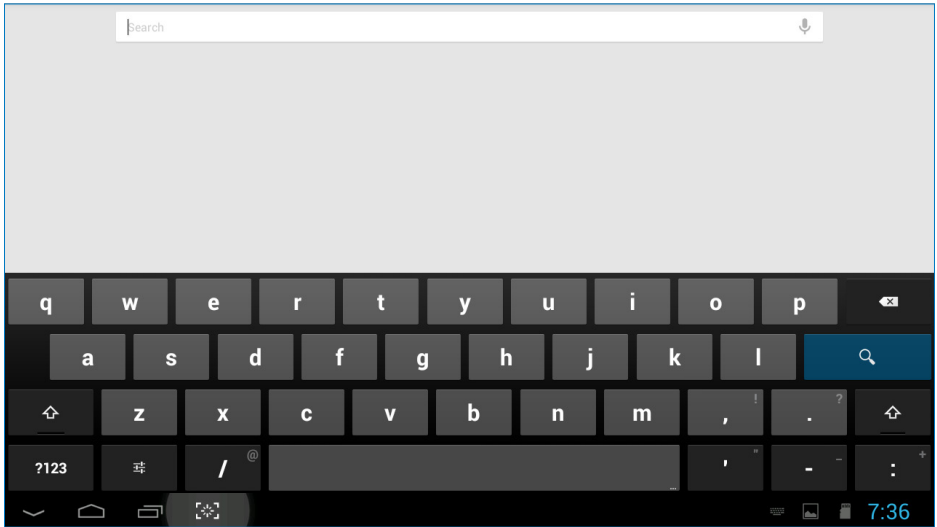 Search
q w e r t y u i o p
a s d f g h j k l
! ?
z x c v b n m , .
@ " _ +
?123 / ... ' - :
7:36